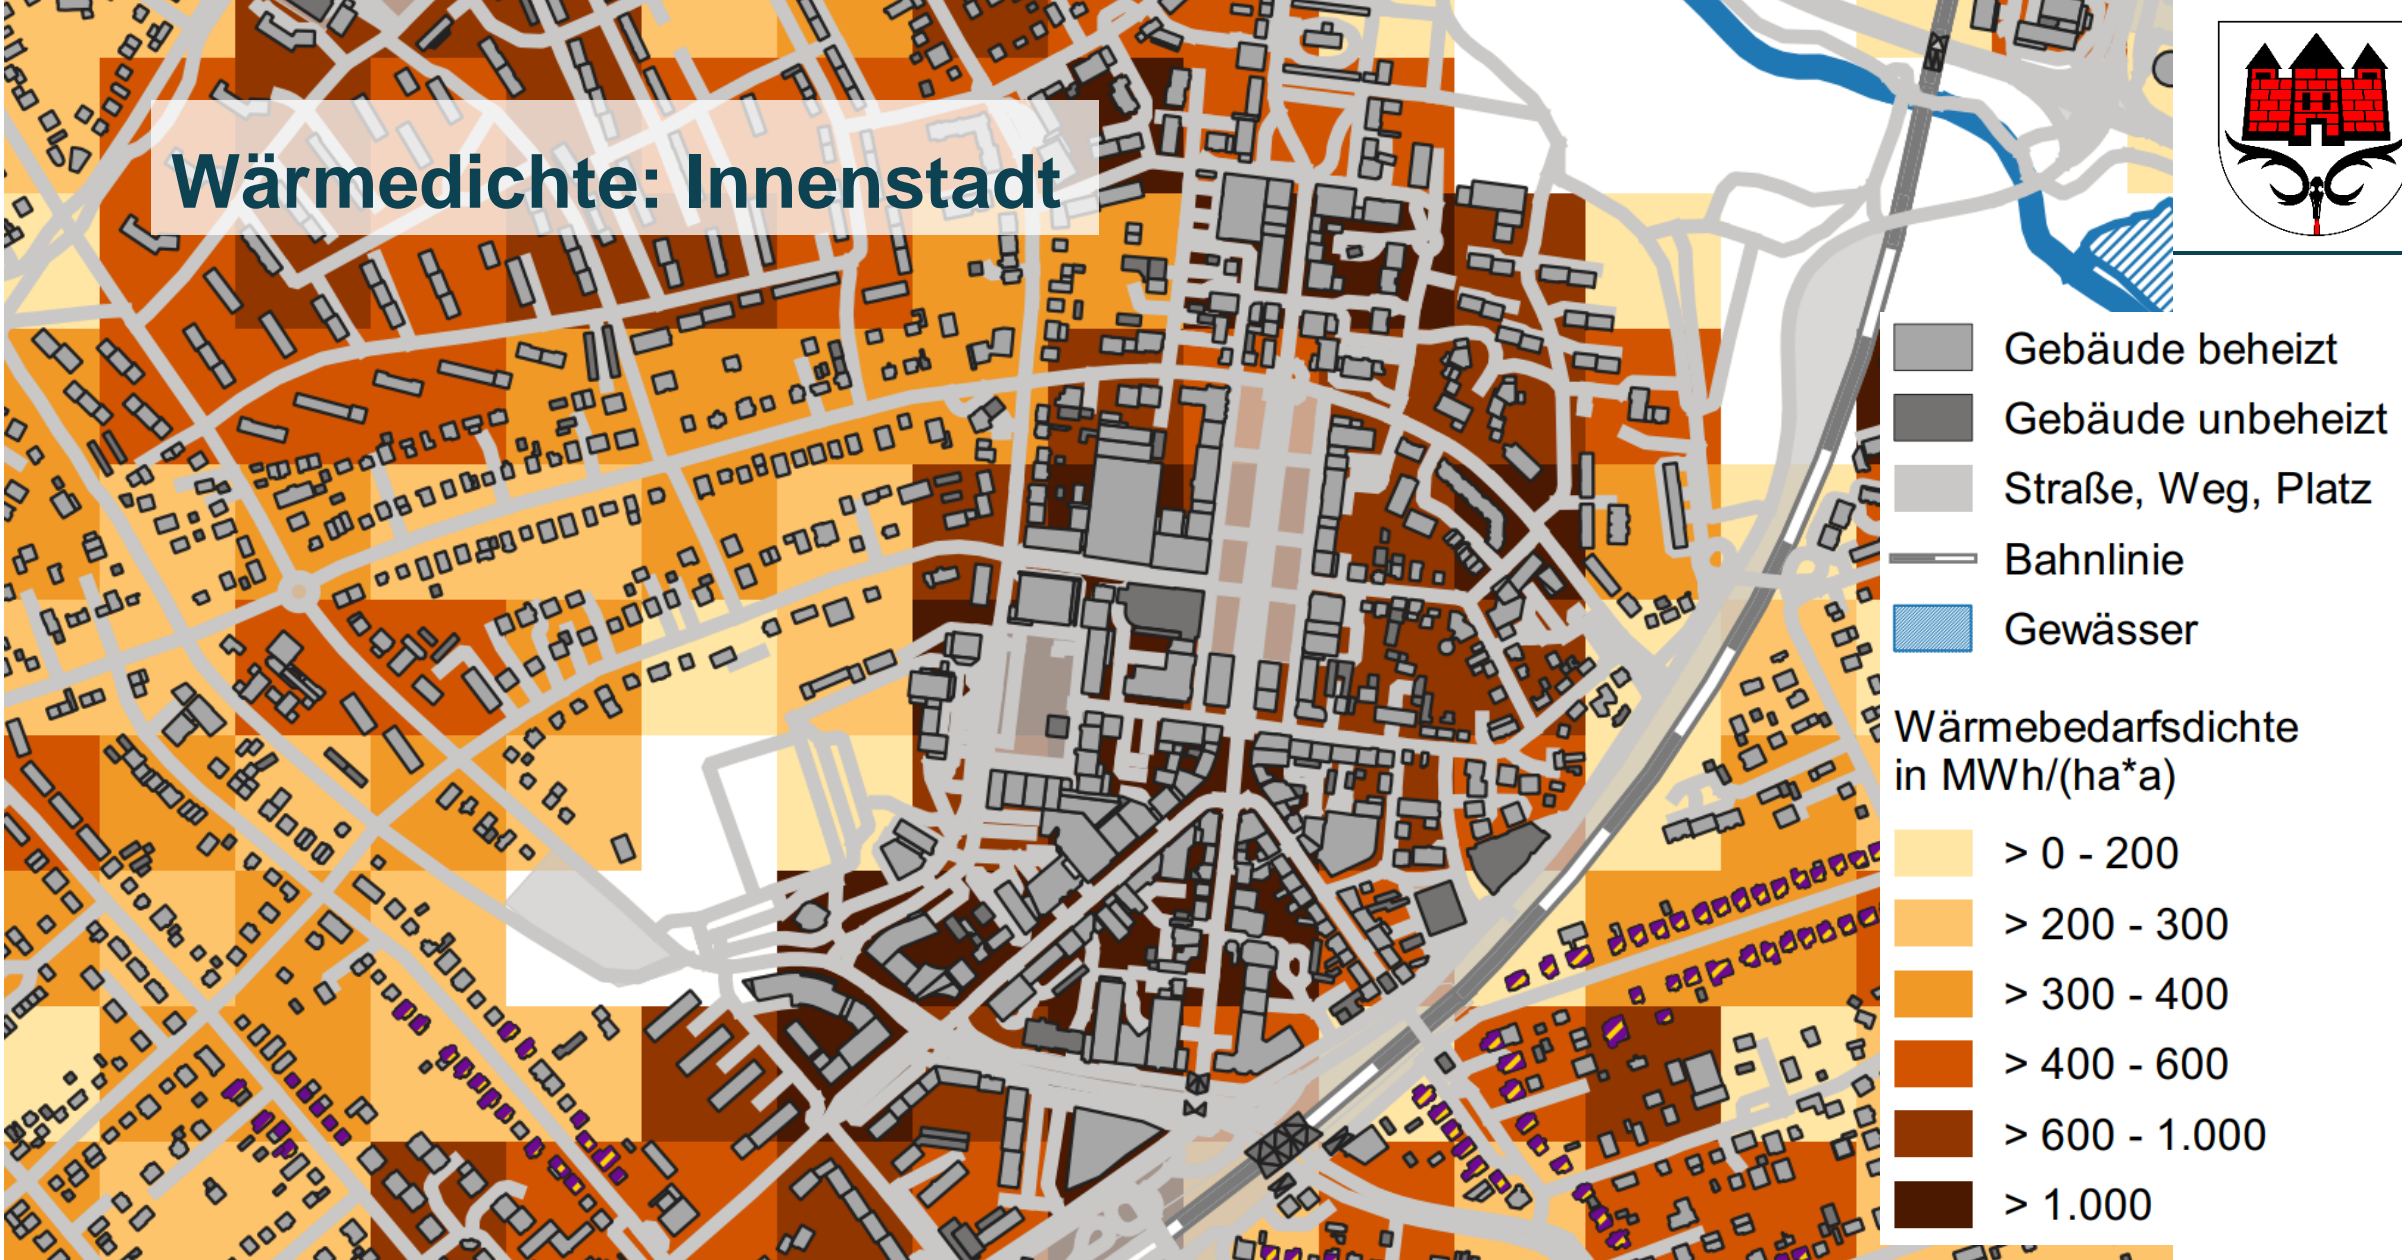 Wärmedichte: Innenstadt
Gebäude beheizt
Gebäude unbeheizt
Straße, Weg, Platz
Bahnlinie
Gewässer
Wärmebedarfsdichte
in MWh/(ha*a)
> 0 - 200
> 200 - 300
> 300 - 400
> 400 - 600
> 600 - 1.000
> 1.000